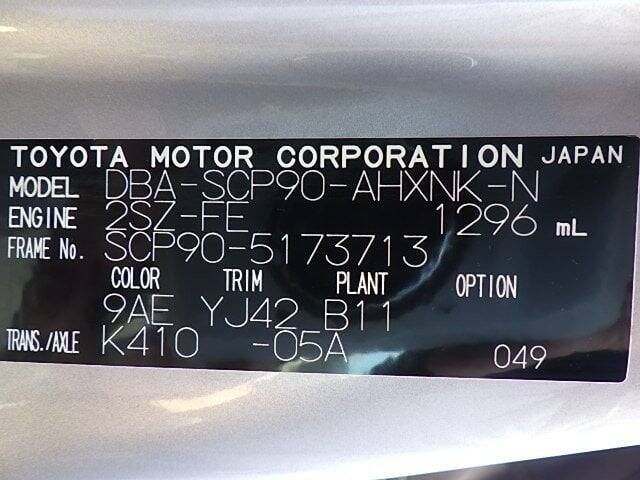 TOYOTA MOTOR CORPORATION JAPAN
MODEL DBA-SCP90-AHXNK-N
ENGINE 2SZ-FE 1296 mL
FRAME No. SCP90-5173713
COLOR TRIM PLANT OPTION
9AE YJ42 B11
TRANS./AXLE K410 -05A 049